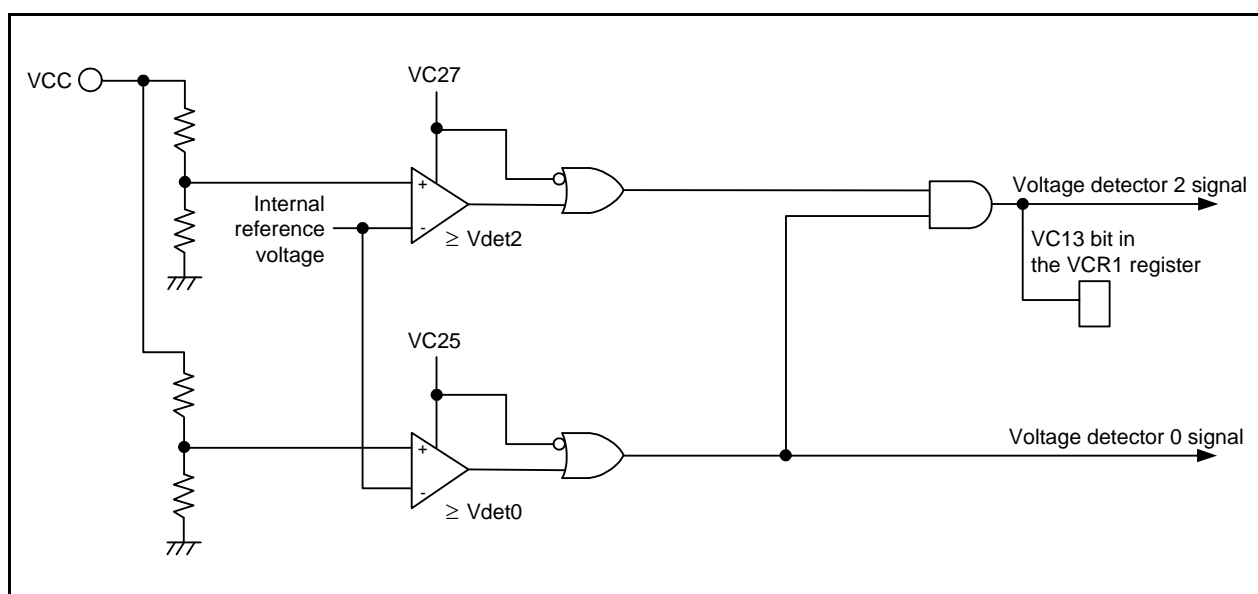 VCC
VC27
+
-
Internal
reference
voltage
≥ Vdet2
Voltage detector 2 signal
VC13 bit in
the VCR1 register
VC25
+
-
≥ Vdet0
Voltage detector 0 signal